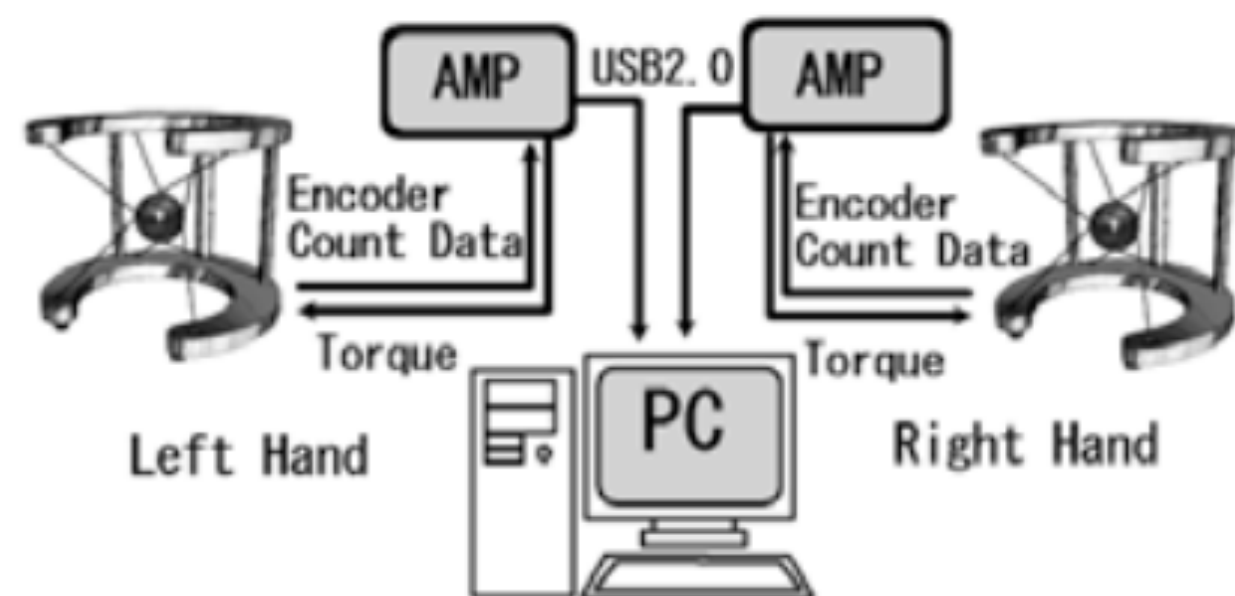 AMP
USB2.0
AMP
Encoder
Count Data
Encoder
Count Data
Torque
Torque
PC
Left Hand
Right Hand